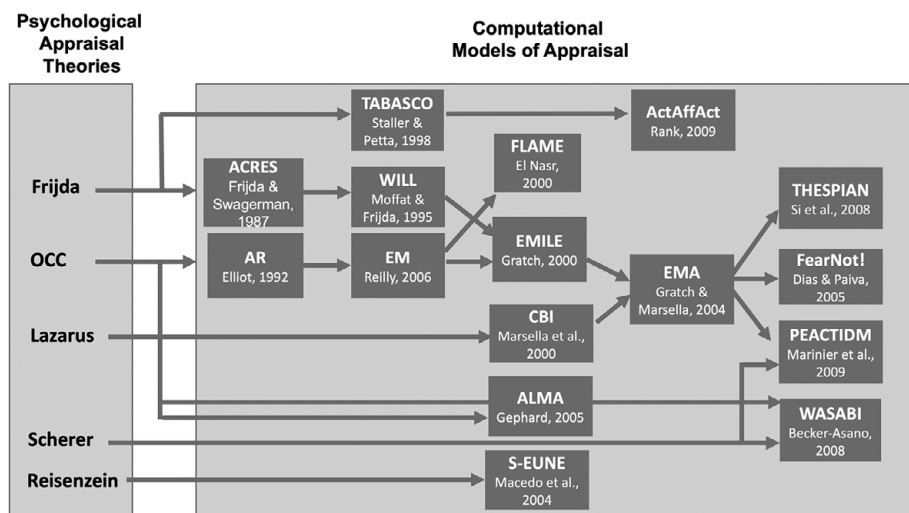 Psychological
Appraisal
Theories
Computational
Models of Appraisal
Frijda
OCC
Lazarus
Scherer
Reisenzein
TABASCO
Staller &
Petta, 1998
ActAffAct
Rank, 2009
FLAME
El Nasr,
2000
ACRES
Frijda &
Swagerman,
1987
WILL
Moffat &
Frijda, 1995
THESPIAN
Si et al., 2008
EMILE
Gratch, 2000
AR
Elliot, 1992
EM
Reilly, 2006
EMA
Gratch &
Marsella, 2004
FearNot!
Dias & Paiva,
2005
CBI
Marsella et al.,
2000
PEACTIDM
Marinier et al.,
2009
ALMA
Gephard, 2005
WASABI
Becker-Asano,
2008
S-EUNE
Macedo et al.,
2004